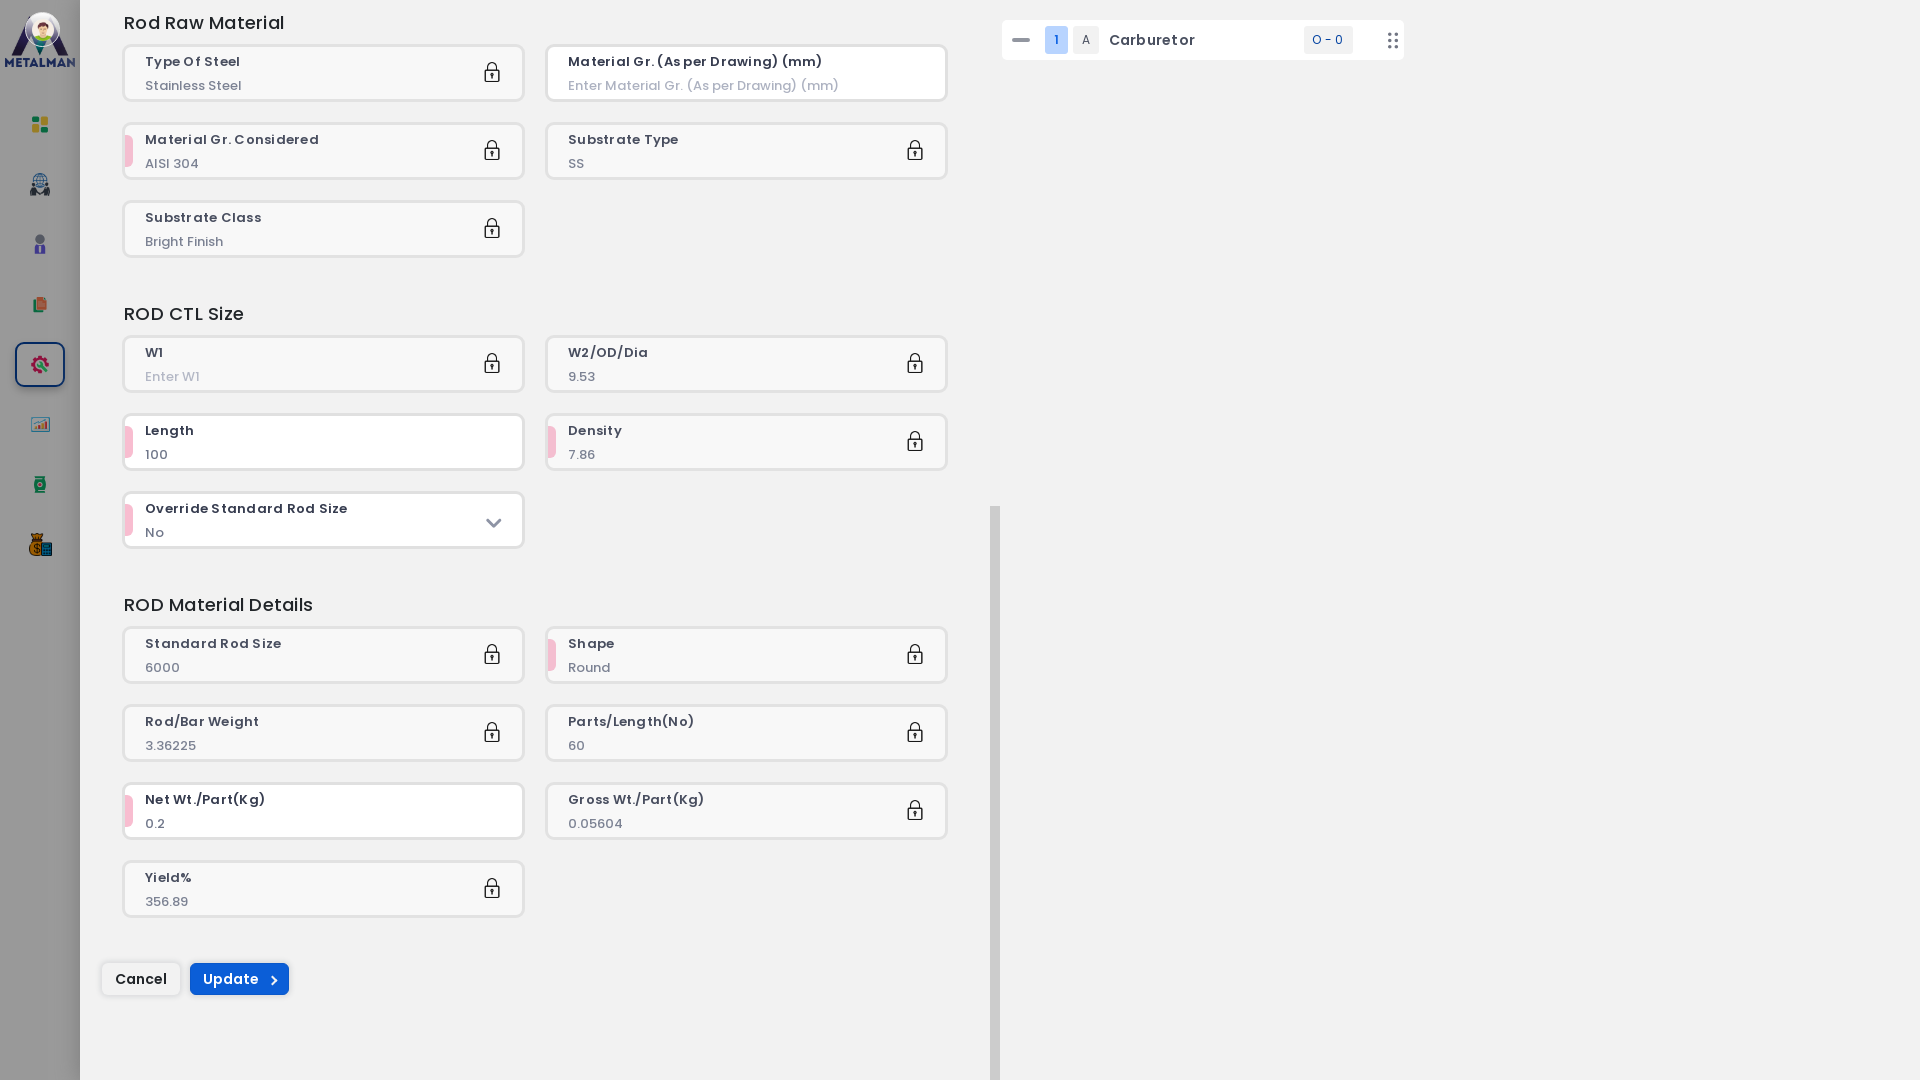 METALMAN
Rod Raw Material
Type Of Steel
Stainless Steel
Material Gr. (As per Drawing) (mm)
Enter Material Gr. (As per Drawing) (mm)
Material Gr. Considered
AISI 304
Substrate Type
SS
Substrate Class
Bright Finish
ROD CTL Size
W1
Enter W1
W2/OD/Dia
9.53
Length
100
Density
7.86
Override Standard Rod Size
No
ROD Material Details
Standard Rod Size
6000
Shape
Round
Rod/Bar Weight
3.36225
Parts/Length(No)
60
Net Wt./Part(Kg)
0.2
Gross Wt./Part(Kg)
0.05604
Yield%
356.89
Cancel
Update
1 A Carburetor O - 0